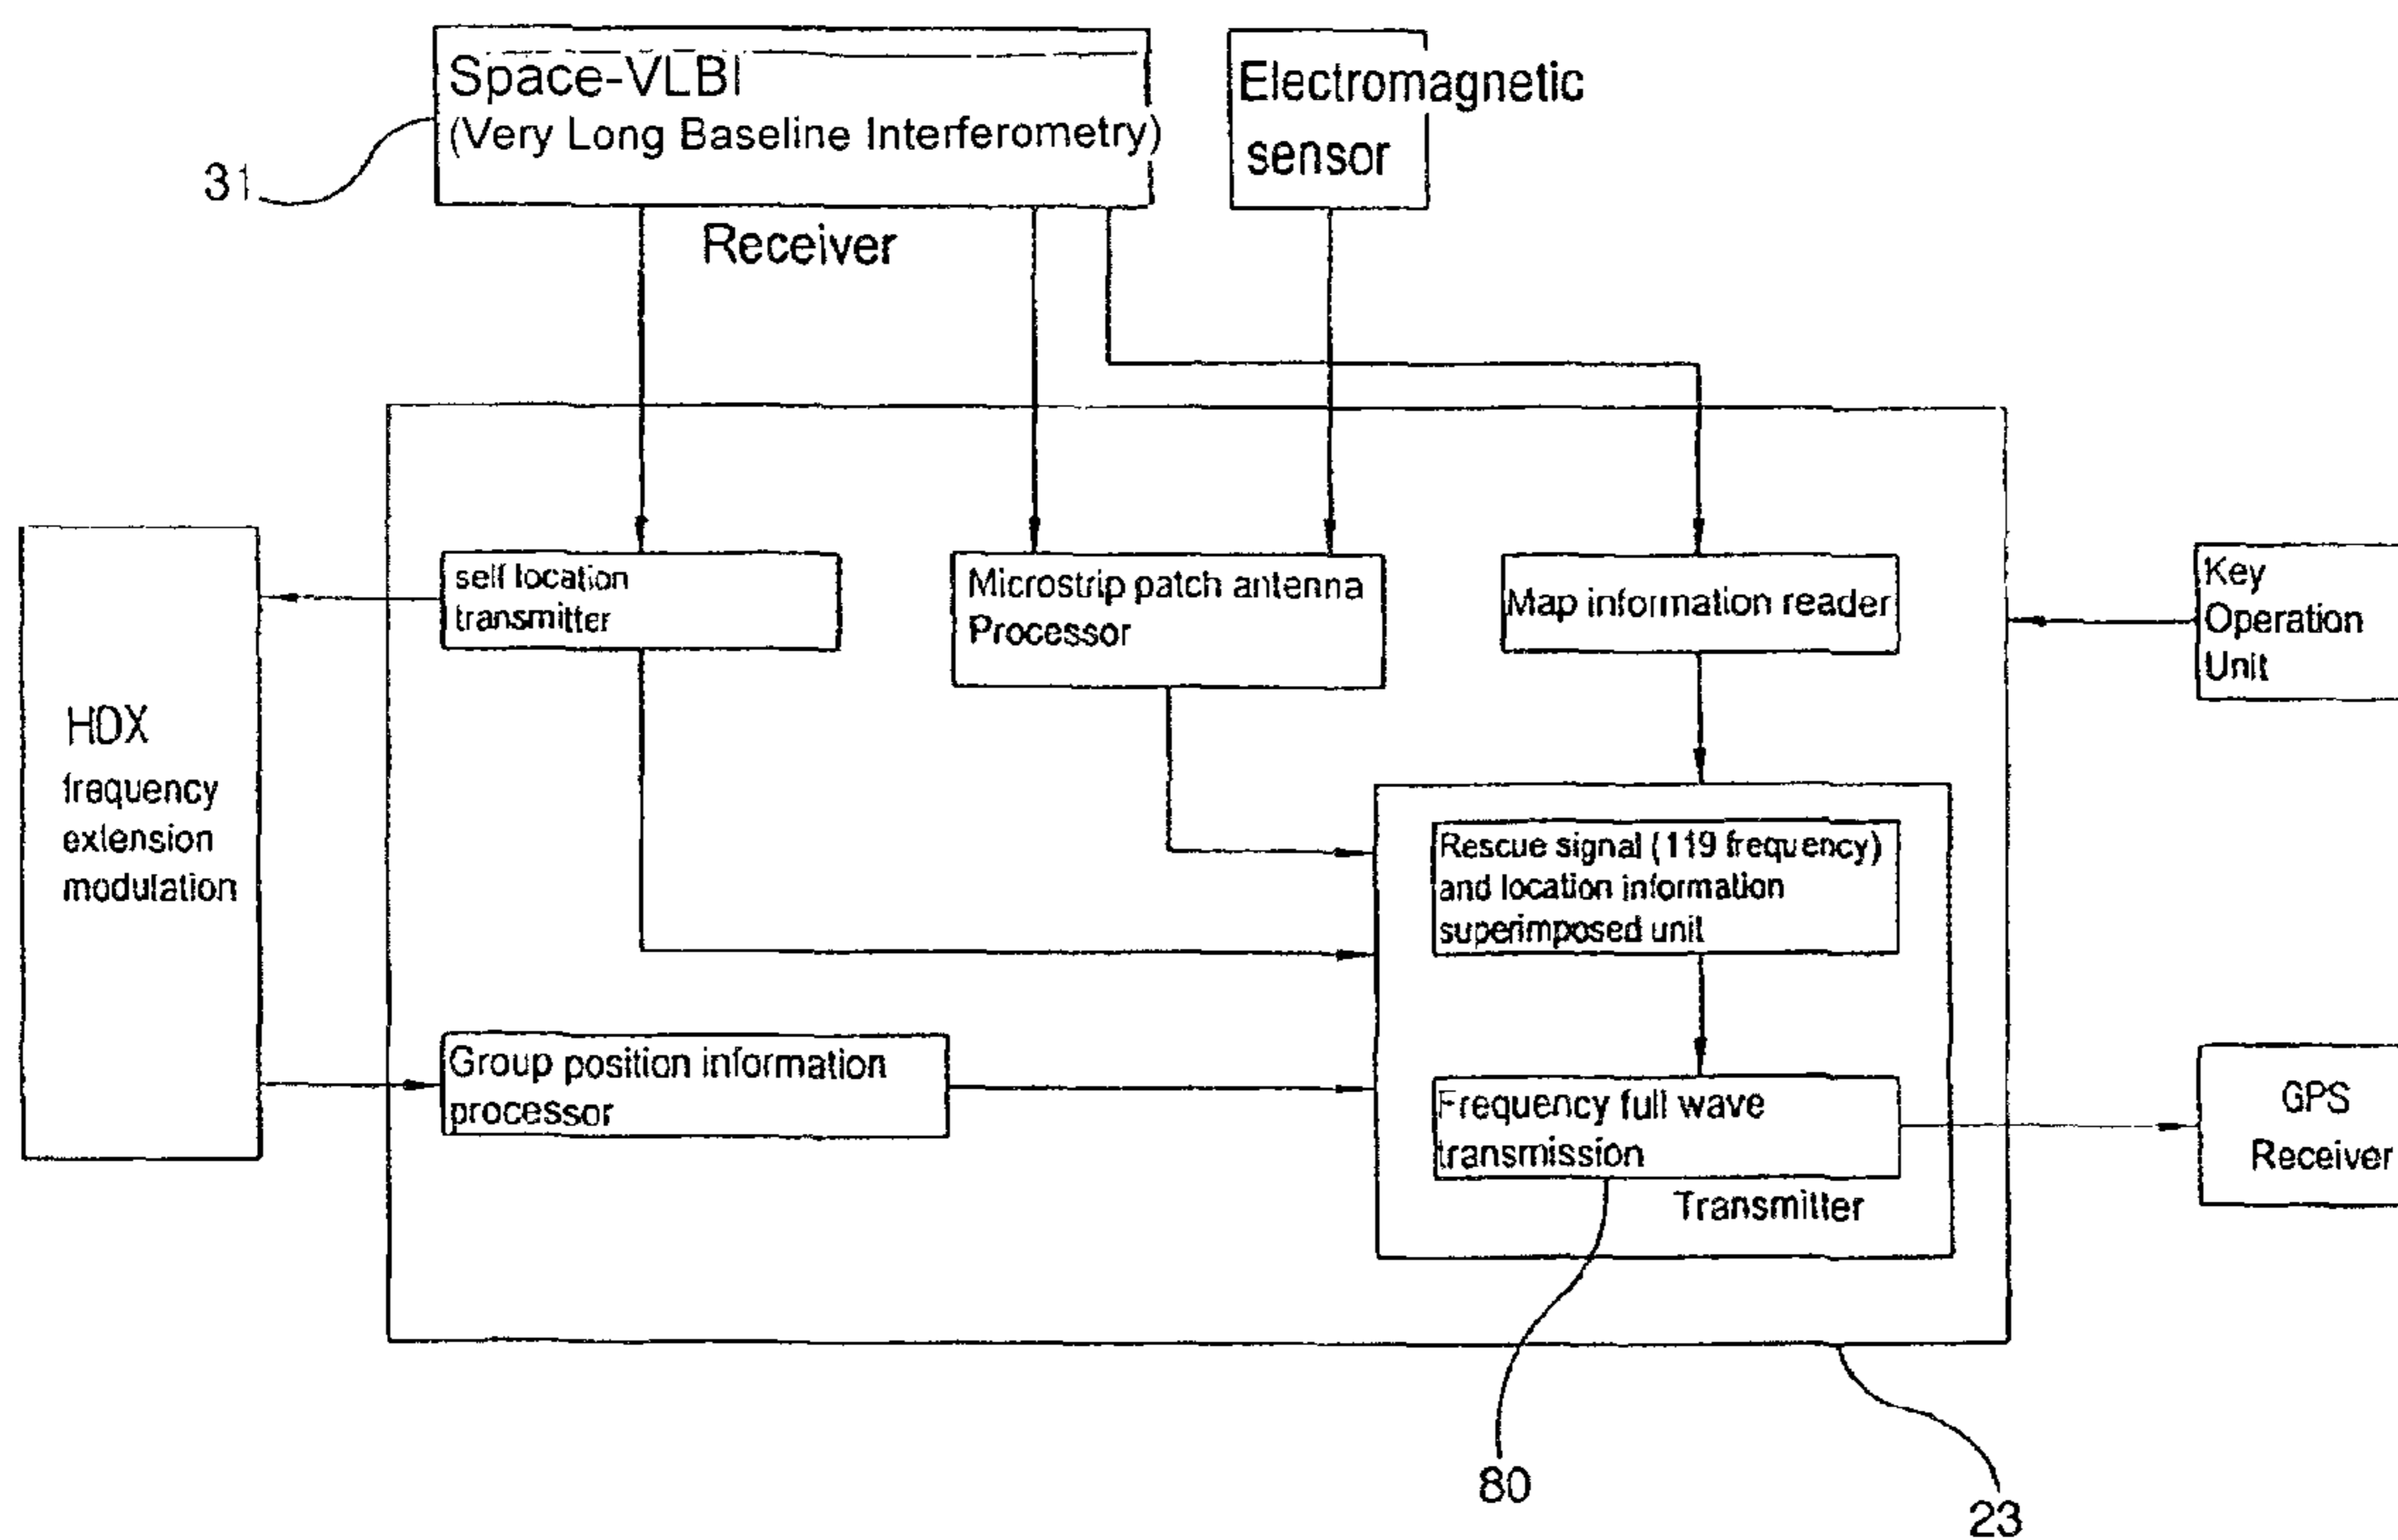 Space-VLBI
(Very Long Baseline Interferometry)
Electromagnetic
sensor
31
Receiver
self location
transmitter
Microstrip patch antenna
Processor
Map information reader
Key
Operation
Unit
HDX
frequency
extension
modulation
Rescue signal (119 frequency)
and location information
superimposed unit
Group position information
processor
Frequency full wave
transmission
Transmitter
GPS
Receiver
80
23